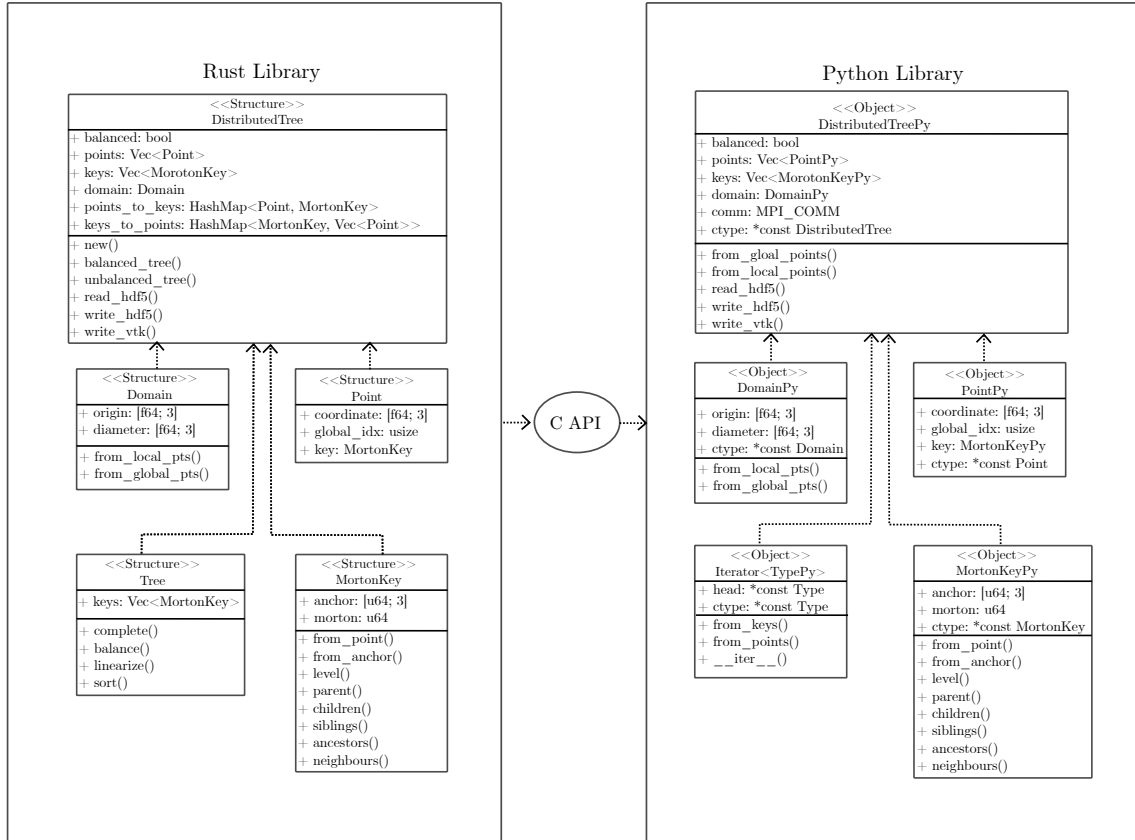 Rust Library
<<Structure>>
DistributedTree
+ balanced: bool
+ points: Vec<Point>
+ keys: Vec<MorotonKey>
+ domain: Domain
+ points_to_keys: HashMap<Point, MortonKey>
+ keys_to_points: HashMap<MortonKey, Vec<Point>>
+ new()
+ balanced_tree()
+ unbalanced_tree()
+ read_hdf5()
+ write_hdf5()
+ write_vtk()
<<Structure>>
Domain
+ origin: [f64; 3]
+ diameter: [f64; 3]
+ from_local_pts()
+ from_global_pts()
<<Structure>>
Point
+ coordinate: [f64; 3]
+ global_idx: usize
+ key: MortonKey
<<Structure>>
Tree
+ keys: Vec<MortonKey>
+ complete()
+ balance()
+ linearize()
+ sort()
<<Structure>>
MortonKey
+ anchor: [u64; 3]
+ morton: u64
+ from_point()
+ from_anchor()
+ level()
+ parent()
+ children()
+ siblings()
+ ancestors()
+ neighbours()
C API
Python Library
<<Object>>
DistributedTreePy
+ balanced: bool
+ points: Vec<PointPy>
+ keys: Vec<MorotonKeyPy>
+ domain: DomainPy
+ comm: MPI_COMM
+ ctype: *const DistributedTree
+ from_gloal_points()
+ from_local_points()
+ read_hdf5()
+ write_hdf5()
+ write_vtk()
<<Object>>
DomainPy
+ origin: [f64; 3]
+ diameter: [f64; 3]
+ ctype: *const Domain
+ from_local_pts()
+ from_global_pts()
<<Object>>
PointPy
+ coordinate: [f64; 3]
+ global_idx: usize
+ key: MortonKeyPy
+ ctype: *const Point
<<Object>>
Iterator<TypePy>
+ head: *const Type
+ ctype: *const Type
+ from_keys()
+ from_points()
+ __iter__()
<<Object>>
MortonKeyPy
+ anchor: [u64; 3]
+ morton: u64
+ ctype: *const MortonKey
+ from_point()
+ from_anchor()
+ level()
+ parent()
+ children()
+ siblings()
+ ancestors()
+ neighbours()